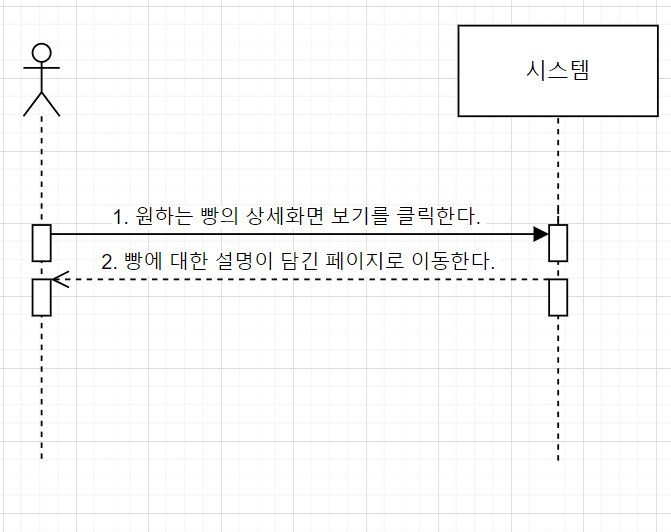 시스템
1. 원하는 빵의 상세화면 보기를 클릭한다.
2. 빵에 대한 설명이 담긴 페이지로 이동한다.